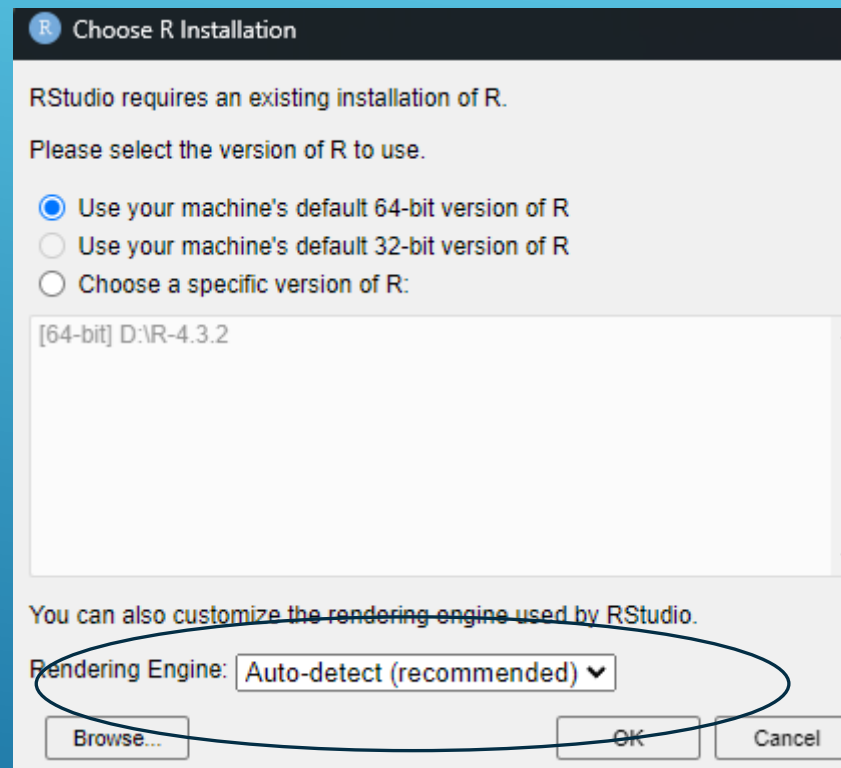 R Choose R Installation
RStudio requires an existing installation of R.
Please select the version of R to use.
Use your machine's default 64-bit version of R
Use your machine's default 32-bit version of R
Choose a specific version of R:
[64-bit] D:\R-4.3.2
You can also customize the rendering engine used by RStudio.
Rendering Engine: Auto-detect (recommended)
Browse... OK Cancel